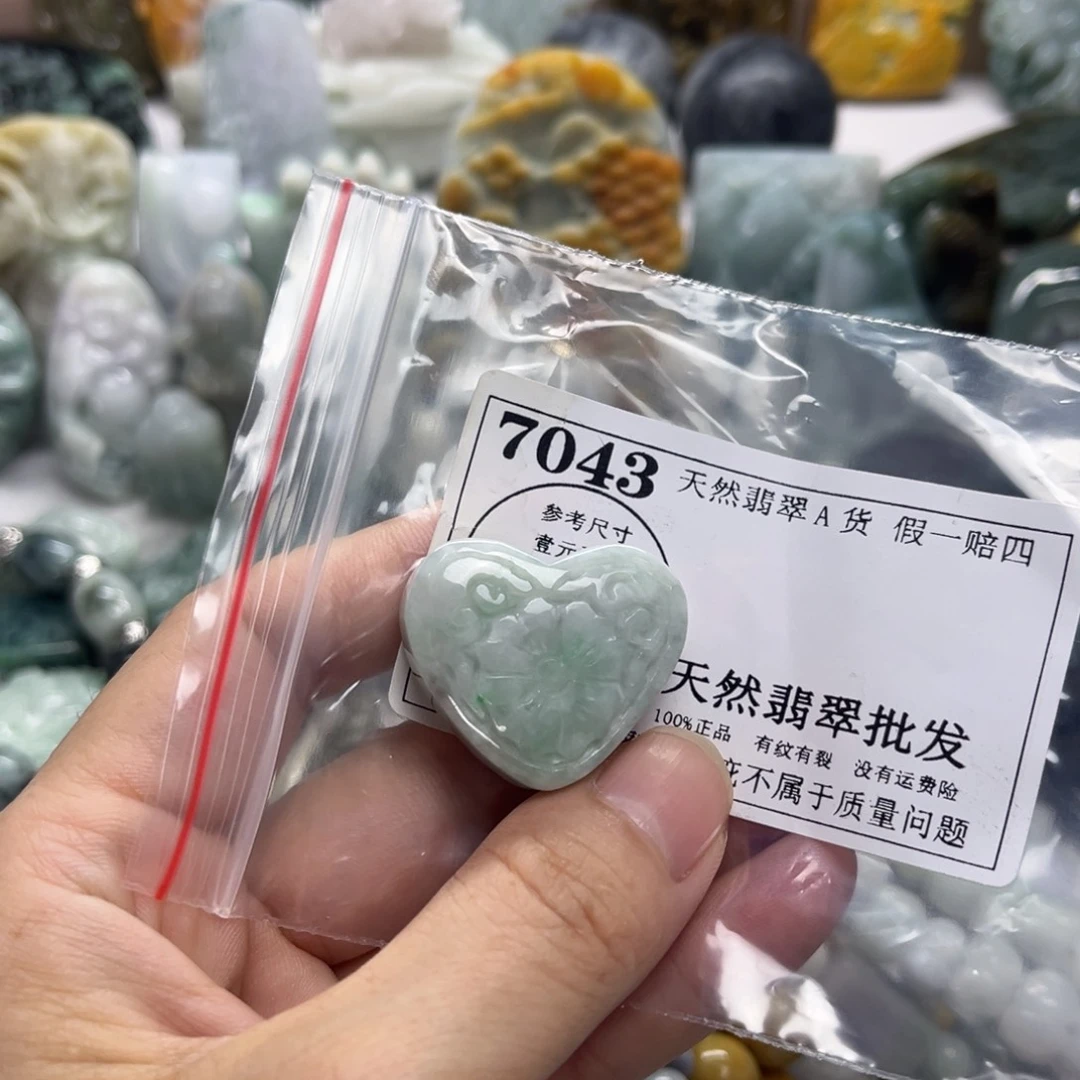 7043 天然翡翠A货 假一赔四
参考尺寸
壹元
天然翡翠批发
100%正品 有纹有裂 没有运费险
不属于质量问题